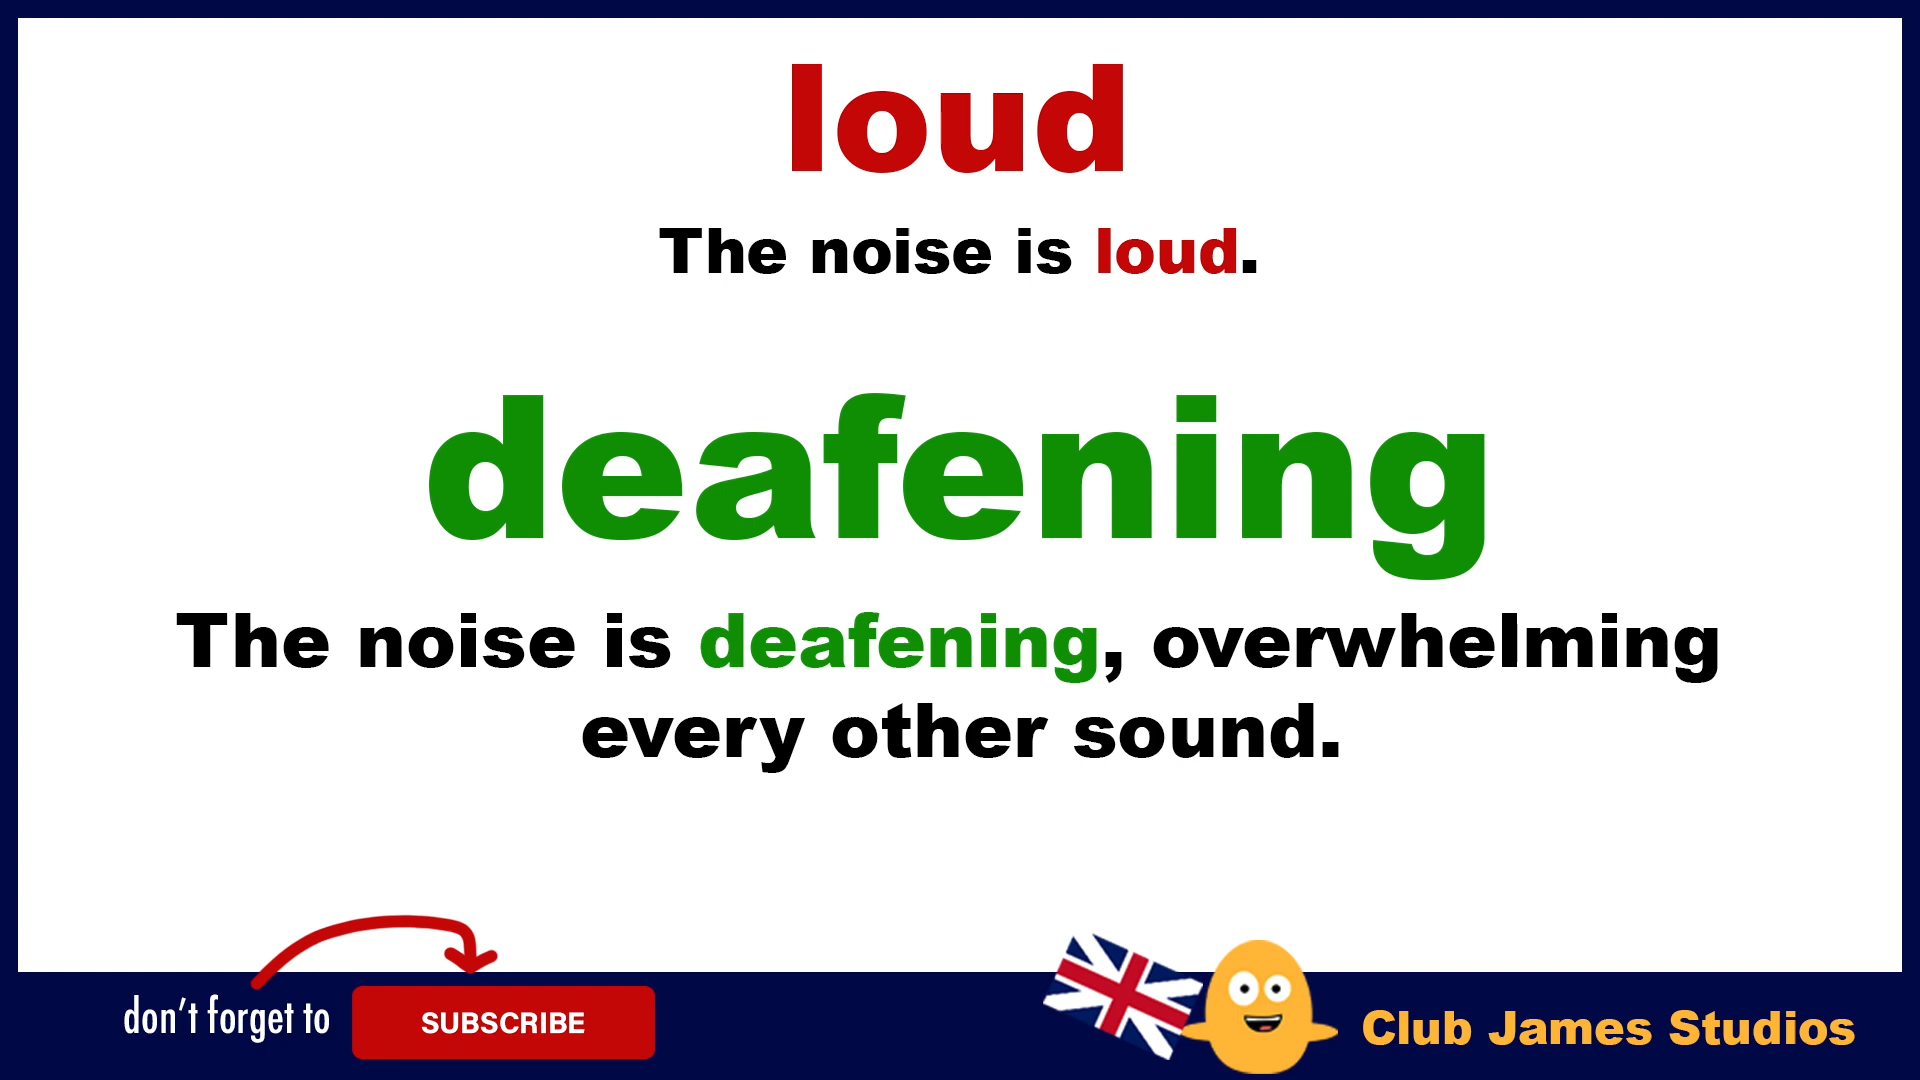 loud
The noise is loud.
deafening
The noise is deafening, overwhelming
every other sound.
don't forget to
SUBSCRIBE
Club James Studios